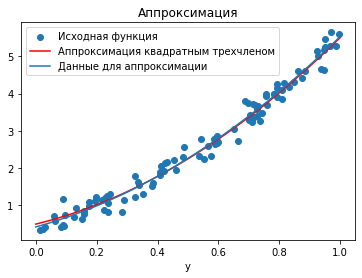 Аппроксимация
Исходная функция
Аппроксимация квадратным трехчленом
Данные для аппроксимации
5
4
3
2
1
0.0 0.2 0.4 0.6 0.8 1.0
y